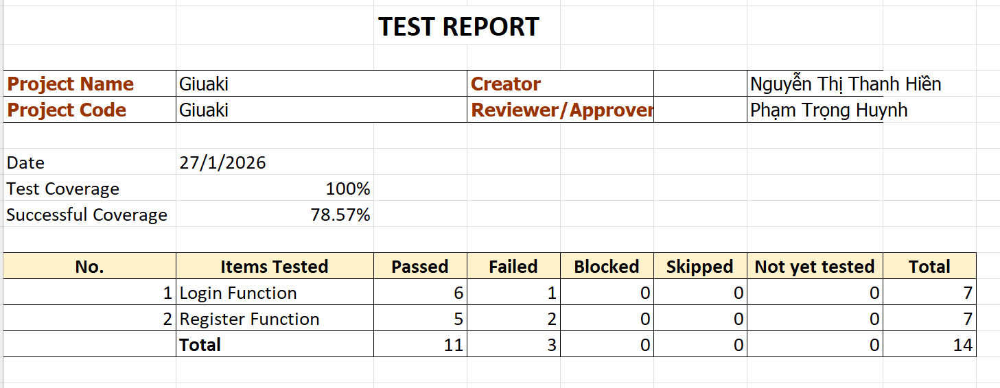 TEST REPORT
Project Name Giuaki Creator Nguyễn Thị Thanh Hiền
Project Code Giuaki Reviewer/Approver Phạm Trọng Huynh
Date 27/1/2026
Test Coverage 100%
Successful Coverage 78.57%
No. Items Tested Passed Failed Blocked Skipped Not yet tested Total
1 Login Function 6 1 0 0 0 7
2 Register Function 5 2 0 0 0 7
Total 11 3 0 0 0 14